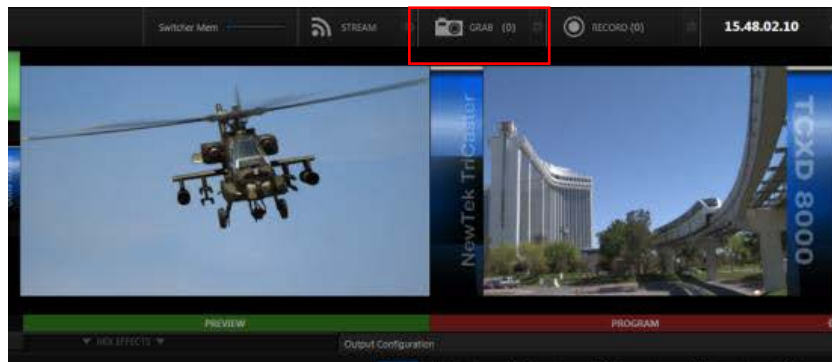 Switcher Mem STREAM GRAB (0) RECORD (0) 15.48.02.10
NewTek TriCaster
TCXD 8000
PREVIEW PROGRAM
MIX EFFECTS Output Configuration